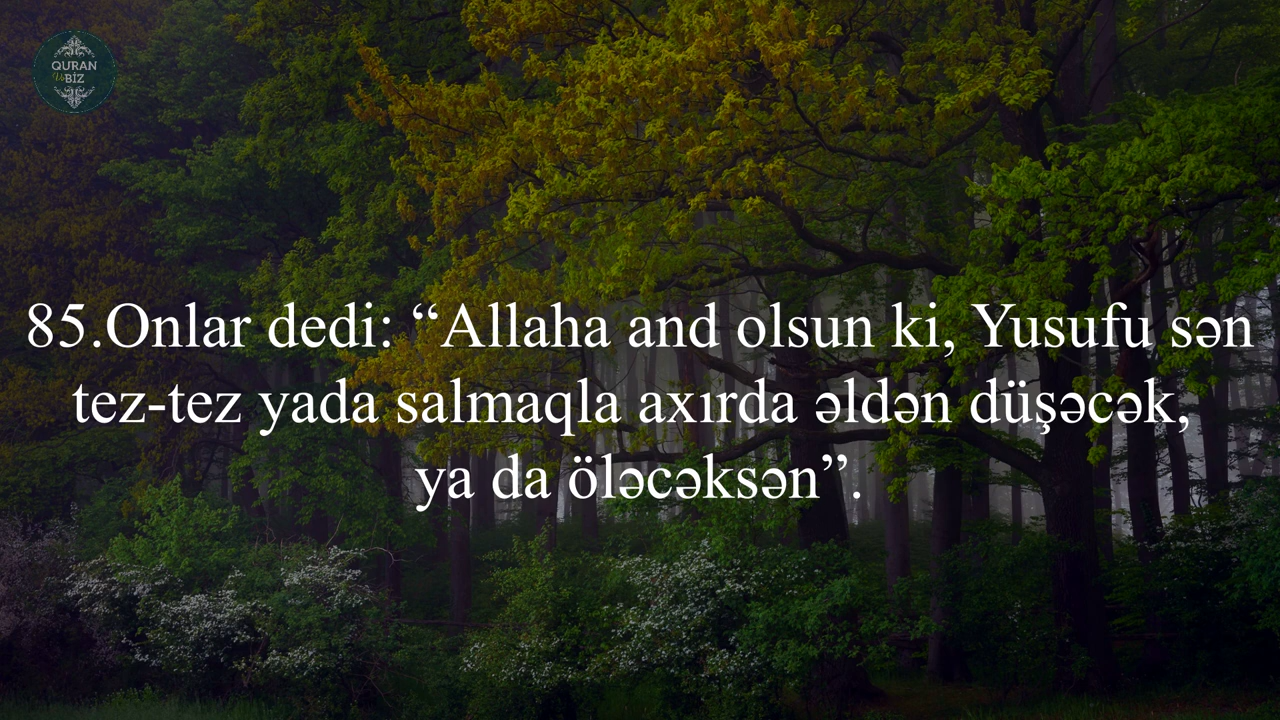 QURAN
Və BİZ
85.Onlar dedi: “Allaha and olsun ki, Yusufu sən
tez-tez yada salmaqla axırda əldən düşəcək,
ya da öləcəksən”.